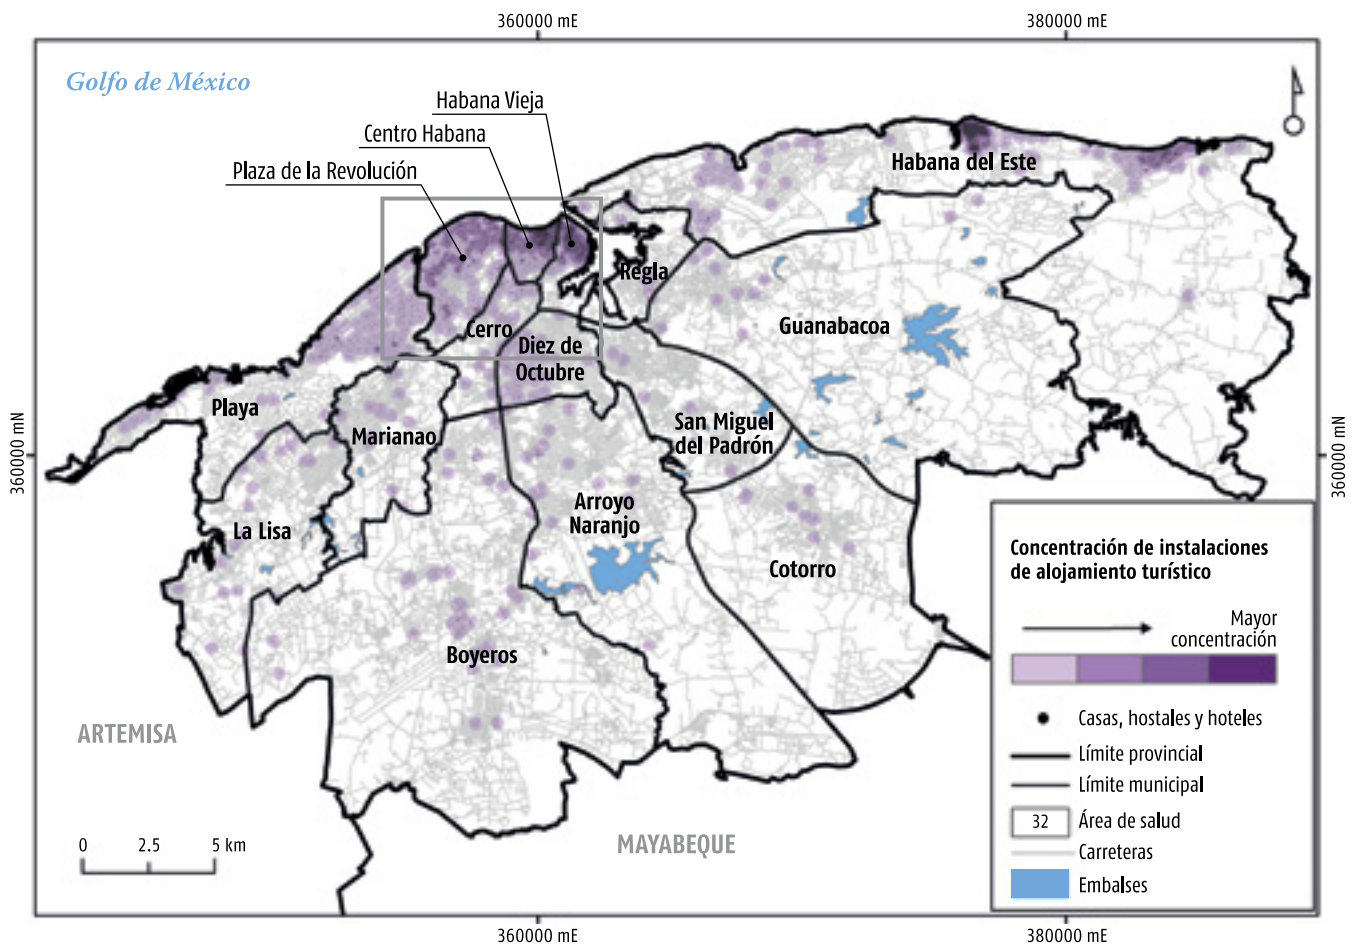 360000 mE
380000 mE
Golfo de México
Habana Vieja
Centro Habana
Plaza de la Revolución
Habana del Este
Regla
Guanabacoa
Cerro
Diez de
Octubre
Playa
Marianao
San Miguel
del Padrón
360000 mN
360000 mN
La Lisa
Arroyo
Naranjo
Cotorro
Boyeros
ARTEMISA
MAYABEQUE
0 2.5 5 km
Concentración de instalaciones
de alojamiento turístico
Mayor
concentración
Casas, hostales y hoteles
Límite provincial
Límite municipal
32 Área de salud
Carreteras
Embalses
360000 mE
380000 mE